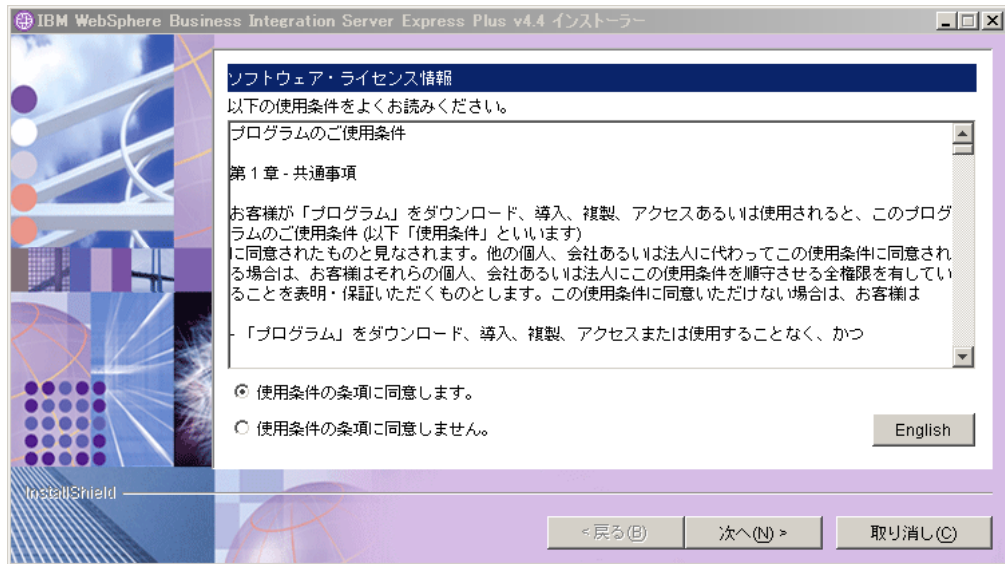 IBM WebSphere Business Integration Server Express Plus v4.4 インストーラー
ソフトウェア・ライセンス情報
以下の使用条件をよくお読みください。
プログラムのご使用条件
第 1 章 - 共通事項
お客様が「プログラム」をダウンロード、導入、複製、アクセスあるいは使用されると、このプログ
ラムのご使用条件 (以下「使用条件」といいます)
に同意されたものと見なされます。他の個人、会社あるいは法人に代わってこの使用条件に同意され
る場合は、お客様はそれらの個人、会社あるいは法人にこの使用条件を順守させる全権限を有してい
ることを表明・保証いただくものとします。この使用条件に同意いただけない場合は、お客様は
- 「プログラム」をダウンロード、導入、複製、アクセスまたは使用することなく、かつ
使用条件の条項に同意します。
使用条件の条項に同意しません。
English
InstallShield
< 戻る(B)
次へ(N) >
取り消し(C)